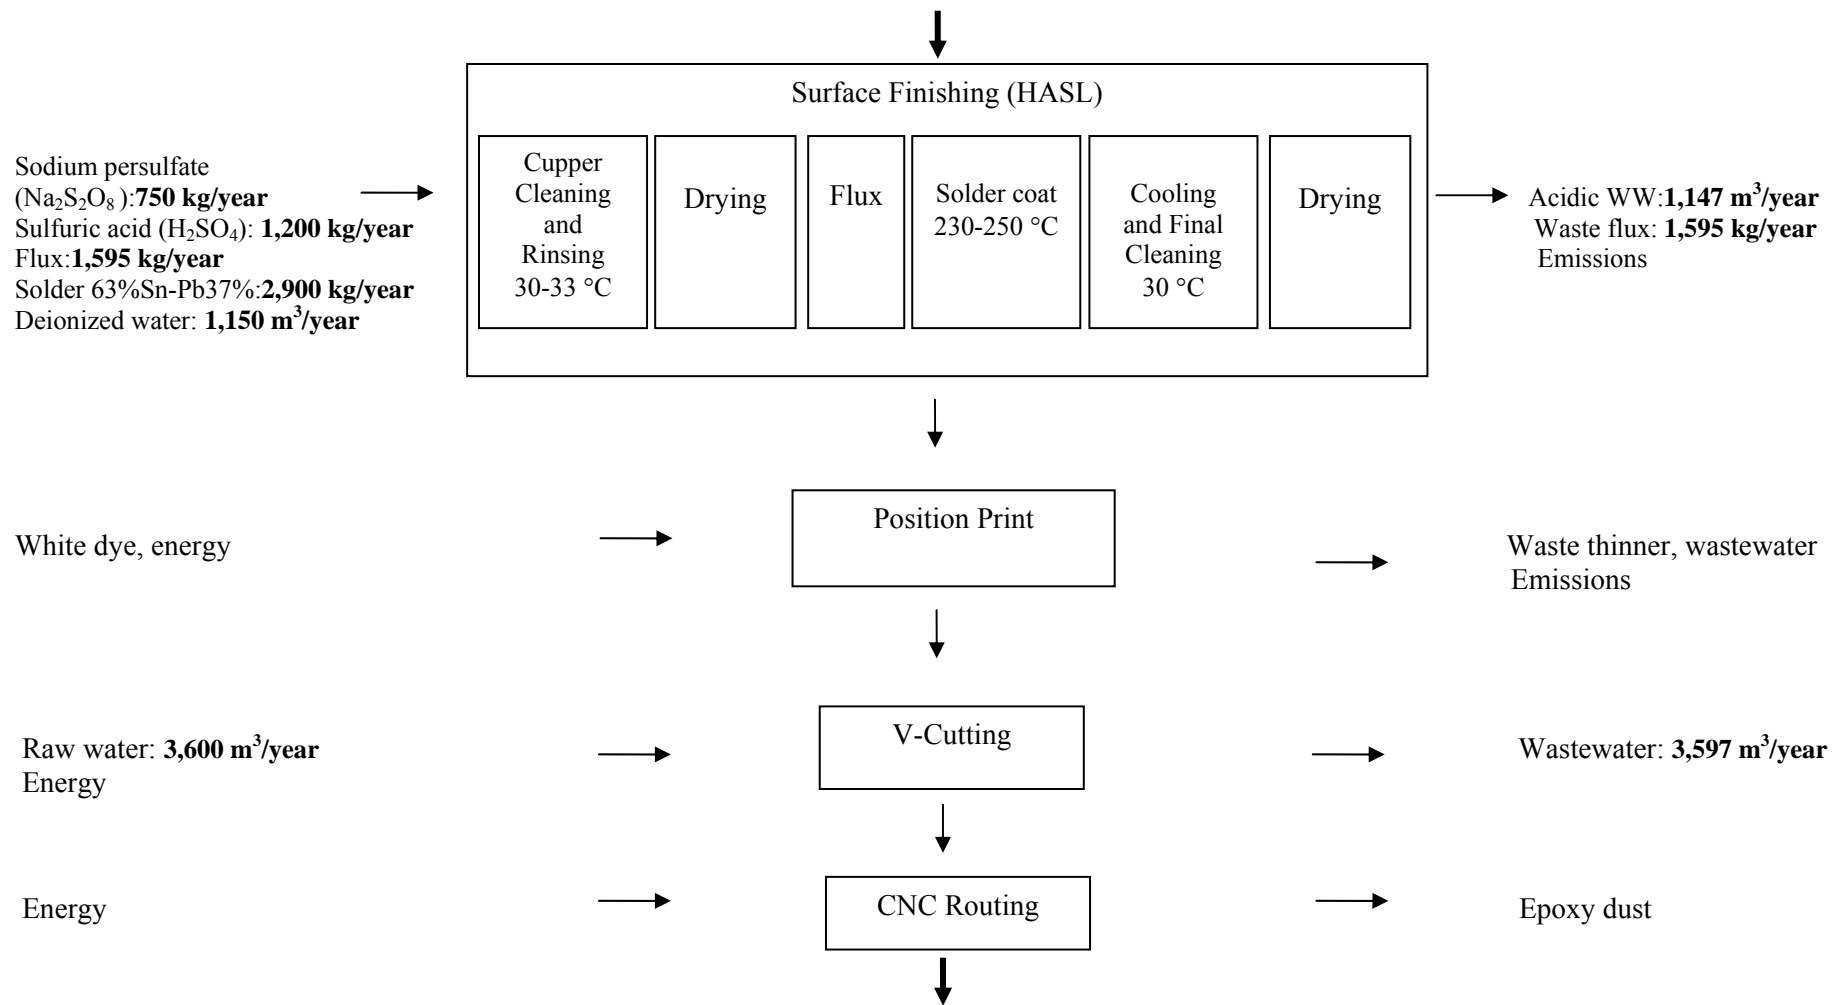 Surface Finishing (HASL)
Sodium persulfate
(Na₂S₂O₈ ):750 kg/year
Sulfuric acid (H₂SO₄): 1,200 kg/year
Flux:1,595 kg/year
Solder 63%Sn-Pb37%:2,900 kg/year
Deionized water: 1,150 m³/year
Cupper
Cleaning
and
Rinsing
30-33 °C
Drying
Flux
Solder coat
230-250 °C
Cooling
and Final
Cleaning
30 °C
Drying
Acidic WW:1,147 m³/year
Waste flux: 1,595 kg/year
Emissions
White dye, energy
Position Print
Waste thinner, wastewater
Emissions
Raw water: 3,600 m³/year
Energy
V-Cutting
Wastewater: 3,597 m³/year
Energy
CNC Routing
Epoxy dust